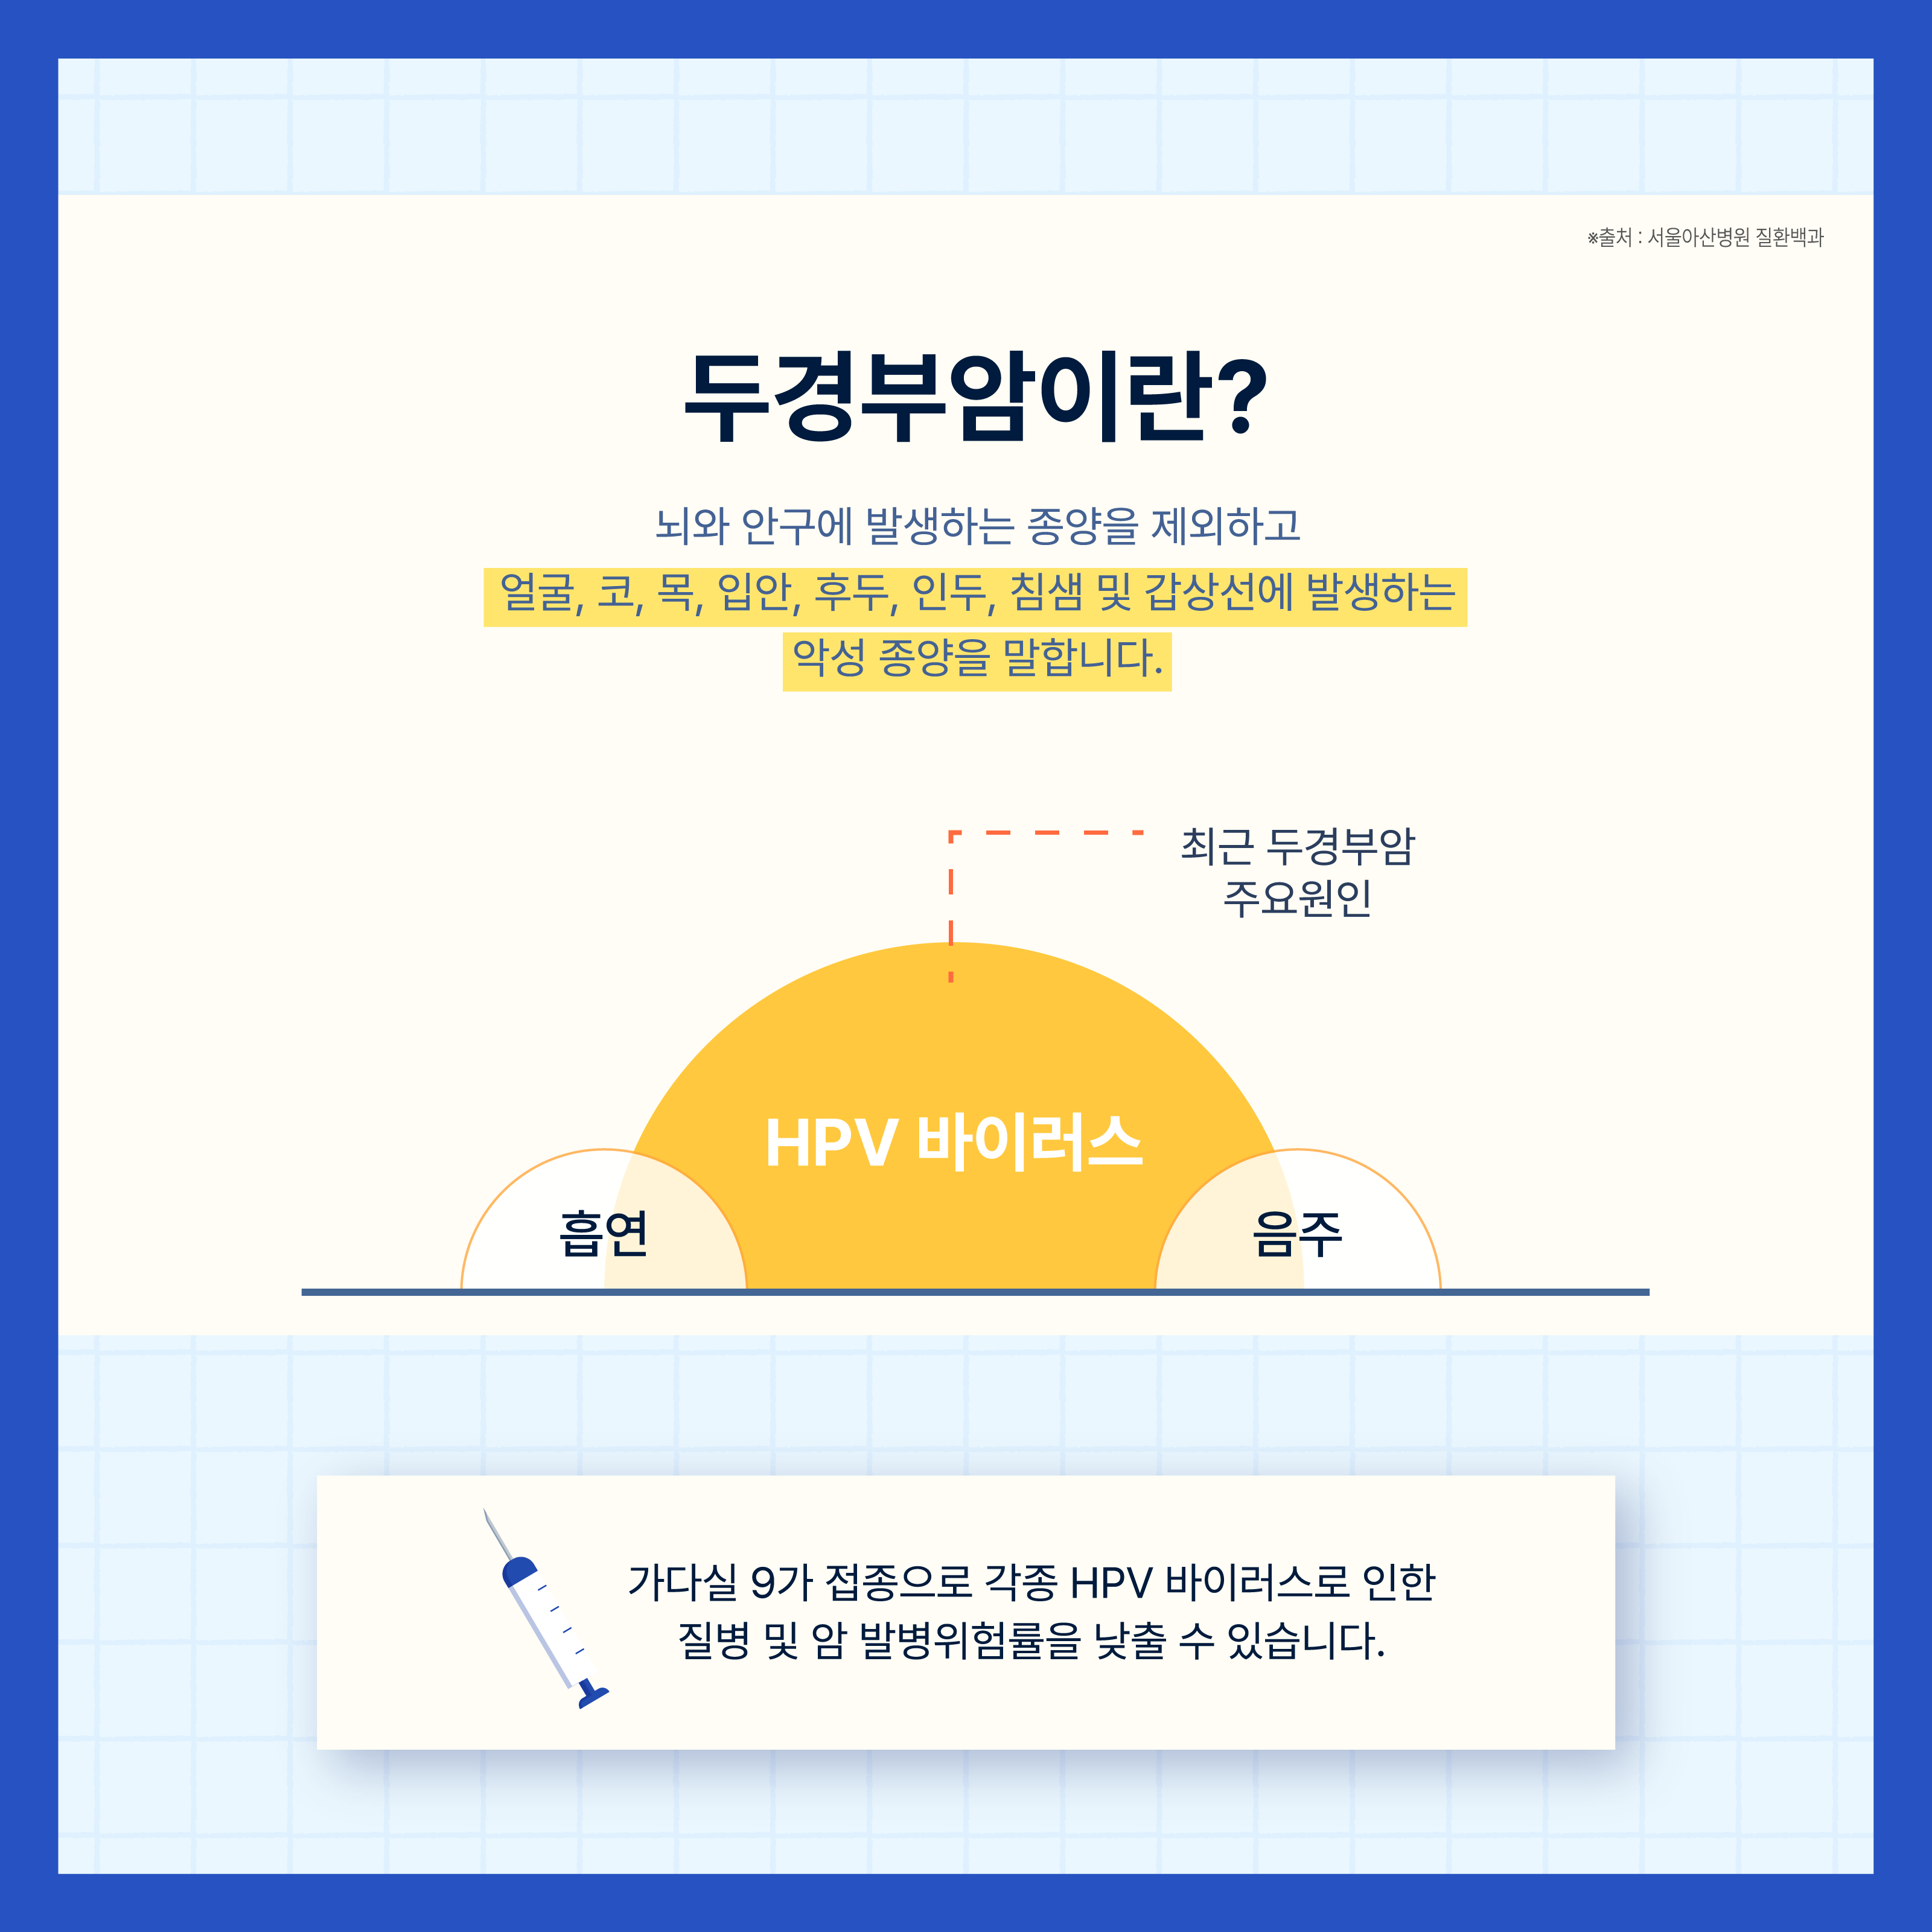 ※출처 : 서울아산병원 질환백과
두경부암이란?
뇌와 안구에 발생하는 종양을 제외하고
얼굴, 코, 목, 입안, 후두, 인두, 침샘 및 갑상선에 발생하는
악성 종양을 말합니다.
최근 두경부암
주요원인
HPV 바이러스
흡연
음주
가다실 9가 접종으로 각종 HPV 바이러스로 인한
질병 및 암 발병위험률을 낮출 수 있습니다.